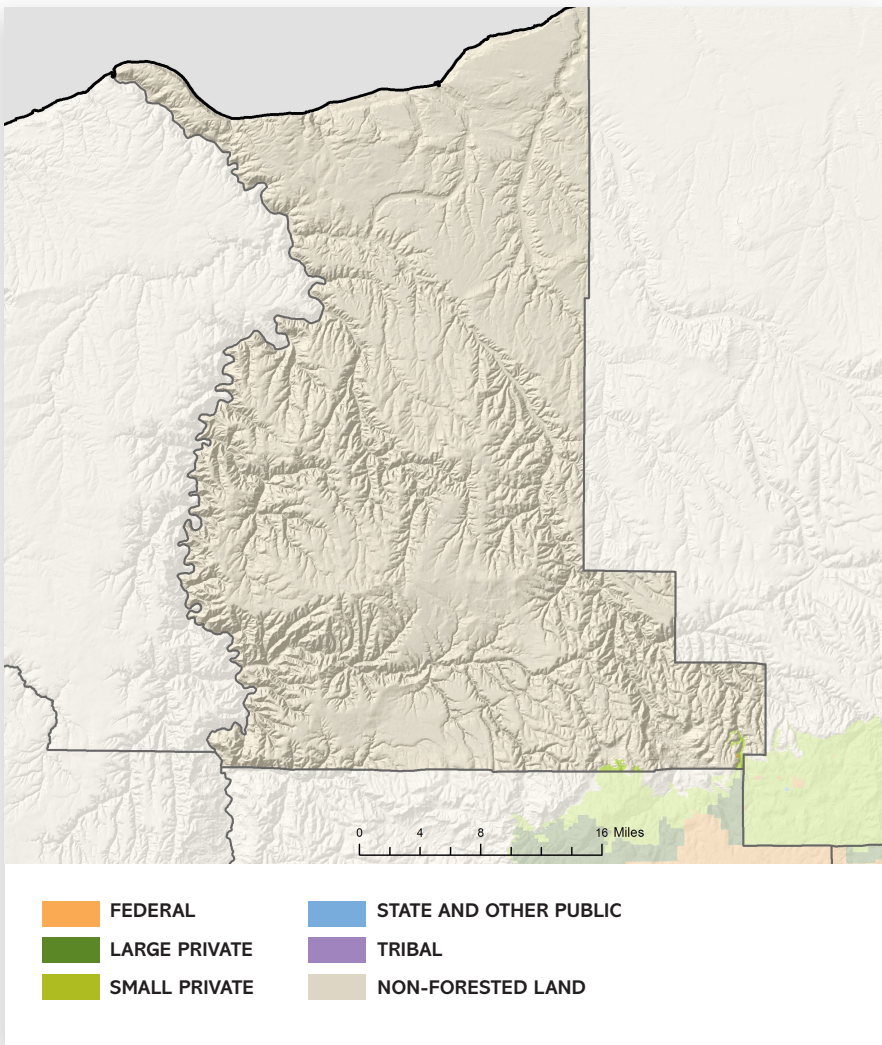 0 4 8 16 Miles
FEDERAL
LARGE PRIVATE
SMALL PRIVATE
STATE AND OTHER PUBLIC
TRIBAL
NON-FORESTED LAND